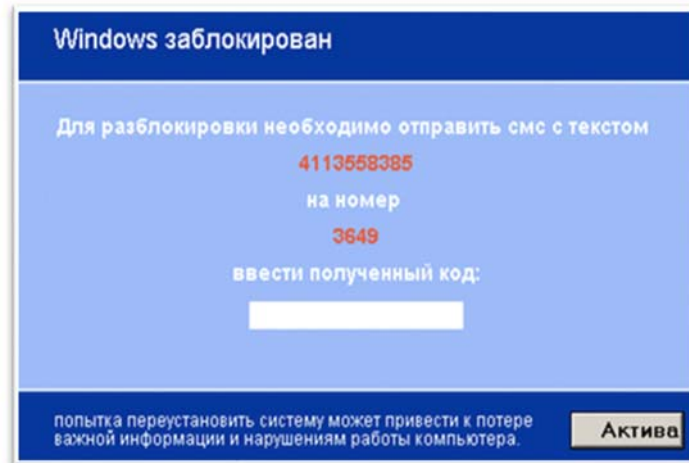 Windows заблокирован
Для разблокировки необходимо отправить смс с текстом
4113558385
на номер
3649
ввести полученный код:
попытка переустановить систему может привести к потере
важной информации и нарушениям работы компьютера.
Актива